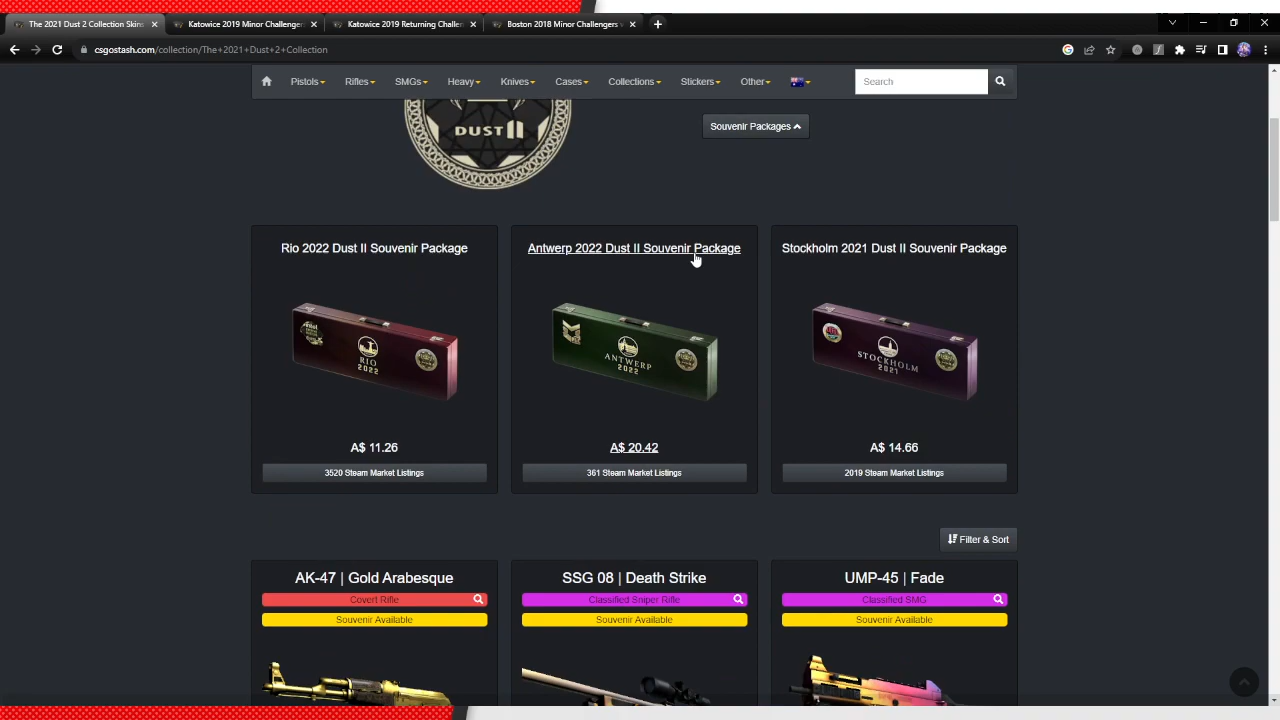 The 2021 Dust 2 Collection Skins
Katowice 2019 Minor Challengers
Katowice 2019 Returning Challen
Boston 2018 Minor Challengers
csgostash.com/collection/The+2021+Dust+2+Collection
Pistols
Rifles
SMGs
Heavy
Knives
Cases
Collections
Stickers
Other
Search
DUST II
Souvenir Packages
Rio 2022 Dust II Souvenir Package
Antwerp 2022 Dust II Souvenir Package
Stockholm 2021 Dust II Souvenir Package
RIO
2022
ANTWERP
2022
STOCKHOLM
2021
A$ 11.26
A$ 20.42
A$ 14.66
3520 Steam Market Listings
361 Steam Market Listings
2019 Steam Market Listings
Filter & Sort
AK-47 | Gold Arabesque
SSG 08 | Death Strike
UMP-45 | Fade
Covert Rifle
Classified Sniper Rifle
Classified SMG
Souvenir Available
Souvenir Available
Souvenir Available